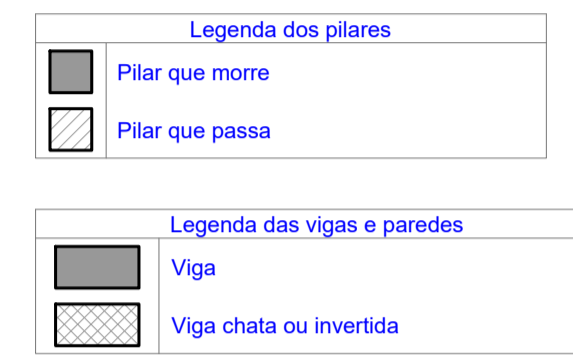 Legenda dos pilares
Pilar que morre
Pilar que passa
Legenda das vigas e paredes
Viga
Viga chata ou invertida